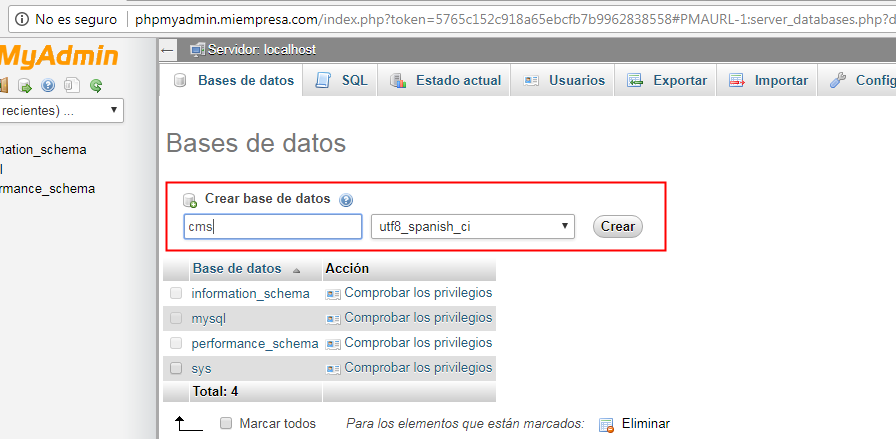 No es seguro | phpmyadmin.miempresa.com/index.php?token=5765c152c918a65ebcfb7b9962838558#PMAURL-1:server_databases.php?d
MyAdmin
Servidor: localhost
Bases de datos SQL Estado actual Usuarios Exportar Importar Config
recientes) ...
mation_schema
l
rmance_schema
Bases de datos
Crear base de datos
cms utf8_spanish_ci Crear
Base de datos Acción
information_schema Comprobar los privilegios
mysql Comprobar los privilegios
performance_schema Comprobar los privilegios
sys Comprobar los privilegios
Total: 4
Marcar todos Para los elementos que están marcados: Eliminar